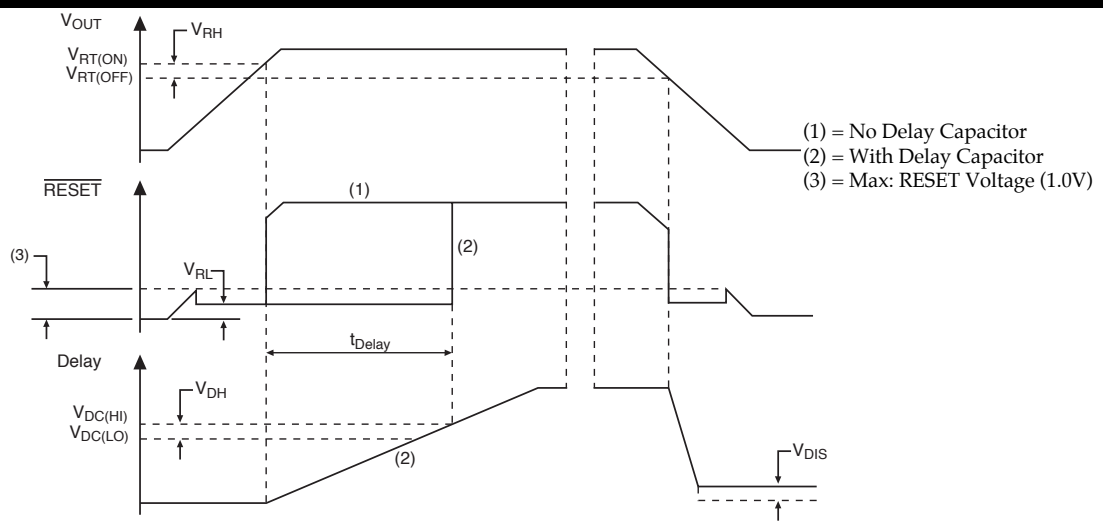 VOUT
VRH
VRT(ON)
VRT(OFF)
(1) = No Delay Capacitor
(2) = With Delay Capacitor
(3) = Max: RESET Voltage (1.0V)
RESET
(1)
(2)
(3)
VRL
tDelay
Delay
VDH
VDC(HI)
VDC(LO)
(2)
VDIS